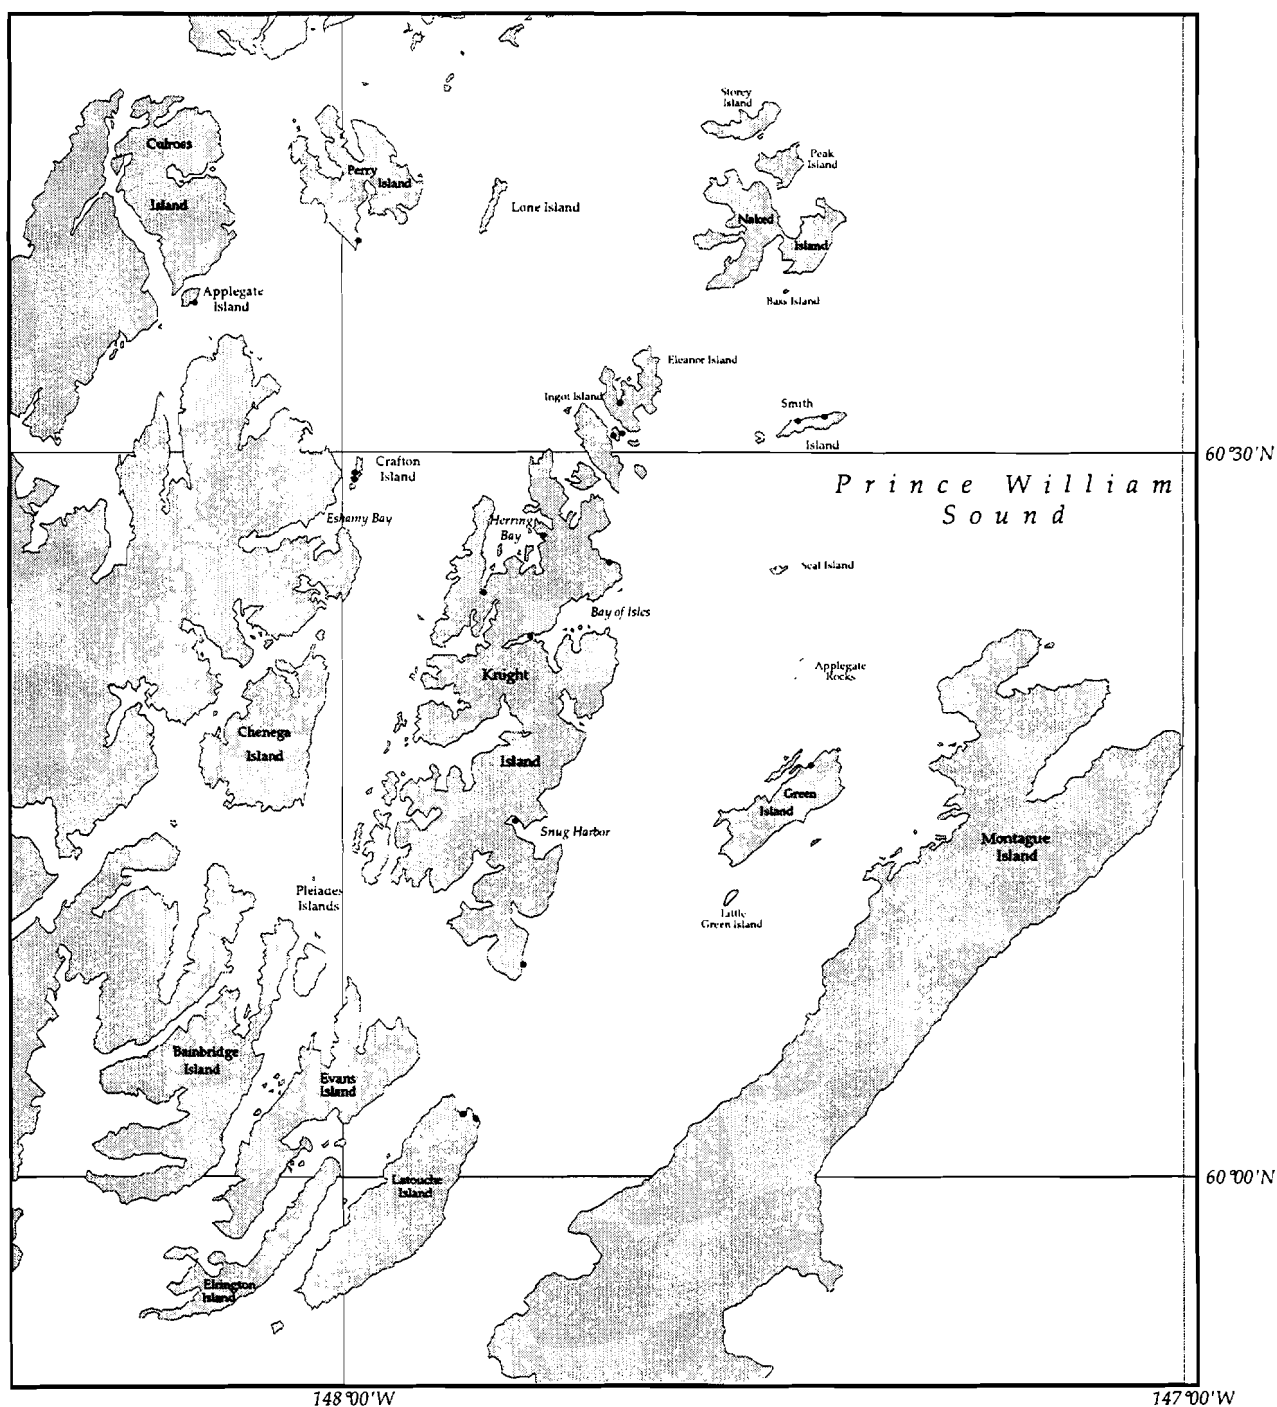 Storey
Island
Culross
Peak
Island
Perry
Island
Island
Lone Island
Naked
Island
Applegate
Island
Bass Island
Eleanor Island
Ingot Island
Smith
Island
60°30'N
Crafton
Island
Prince William
Sound
Eshamy Bay
Herring
Bay
Seal Island
Bay of Isles
Applegate
Rocks
Knight
Chenega
Island
Island
Green
Island
Snug Harbor
Montague
Island
Pleiades
Islands
Little
Green Island
Bainbridge
Island
Evans
Island
Latouche
Island
60°00'N
Elrington
Island
148°00'W
147°00'W